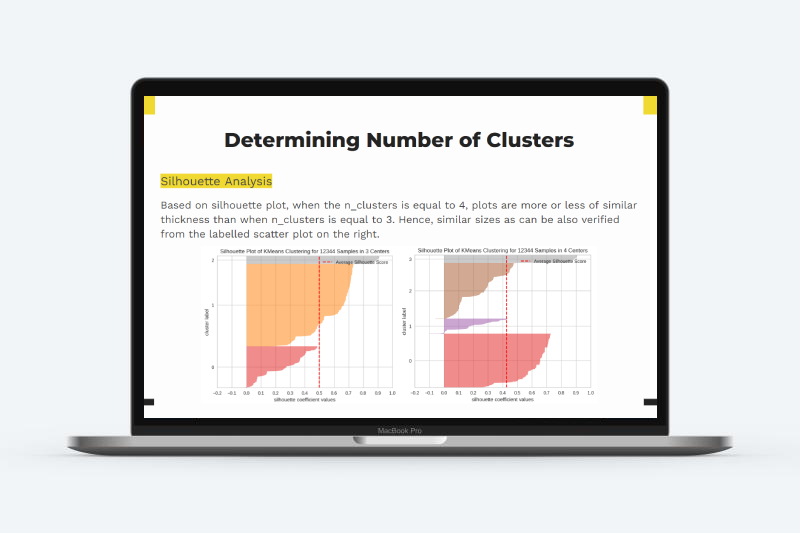 Determining Number of Clusters
Silhouette Analysis
Based on silhouette plot, when the n_clusters is equal to 4, plots are more or less of similar
thickness than when n_clusters is equal to 3. Hence, similar sizes as can be also verified
from the labelled scatter plot on the right.
Silhouette Plot of KMeans Clustering for 12344 Samples in 3 Centers
Average Silhouette Score
2
1
0
cluster label
-0.2 -0.1 0.0 0.1 0.2 0.3 0.4 0.5 0.6 0.7 0.8 0.9 1.0
silhouette coefficient values
Silhouette Plot of KMeans Clustering for 12344 Samples in 4 Centers
Average Silhouette Score
3
2
1
0
cluster label
-0.2 -0.1 0.0 0.1 0.2 0.3 0.4 0.5 0.6 0.7 0.8 0.9 1.0
silhouette coefficient values
MacBook Pro